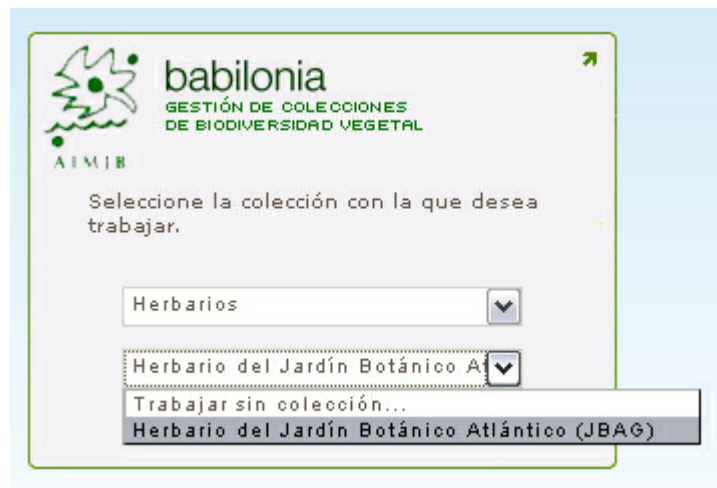 babilonia
GESTIÓN DE COLECCIONES
DE BIODIVERSIDAD VEGETAL
AIMJB
Seleccione la colección con la que desea
trabajar.
Herbarios
Herbario del Jardín Botánico At
Trabajar sin colección...
Herbario del Jardín Botánico Atlántico (JBAG)